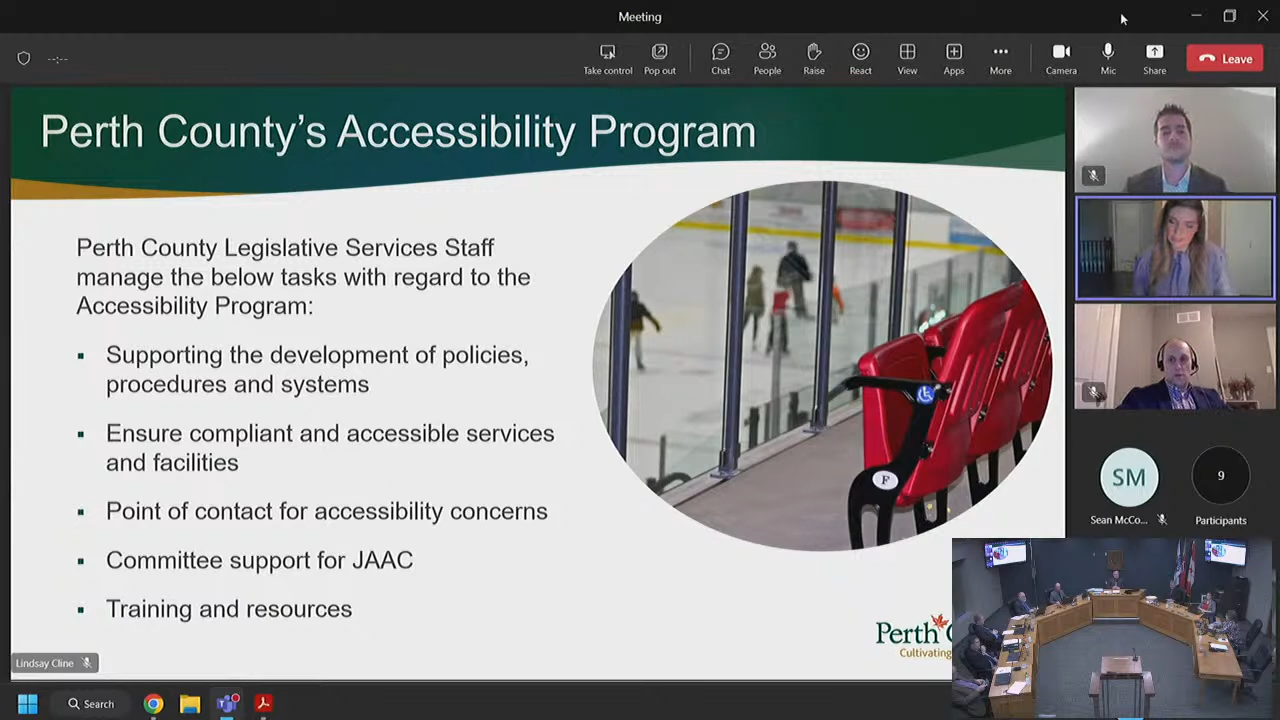 Meeting
--:--
Take control
Pop out
Chat
People
Raise
React
View
Apps
More
Camera
Mic
Share
Leave
Perth County's Accessibility Program
Perth County Legislative Services Staff
manage the below tasks with regard to the
Accessibility Program:
▪ Supporting the development of policies,
procedures and systems
▪ Ensure compliant and accessible services
and facilities
▪ Point of contact for accessibility concerns
▪ Committee support for JAAC
▪ Training and resources
F
SM
9
Sean McCo...
Participants
Perth C
Cultivating
Lindsay Cline
Search